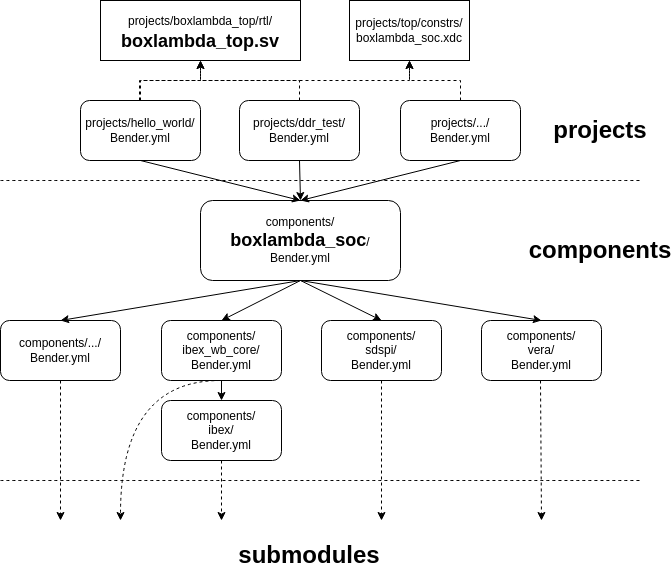 projects/boxlambda_top/rtl/
boxlambda_top.sv
projects/top/constrs/
boxlambda_soc.xdc
projects/hello_world/
Bender.yml
projects/ddr_test/
Bender.yml
projects/.../
Bender.yml
projects
components/
boxlambda_soc/
Bender.yml
components
components/.../
Bender.yml
components/
ibex_wb_core/
Bender.yml
components/
sdspi/
Bender.yml
components/
vera/
Bender.yml
components/
ibex/
Bender.yml
submodules